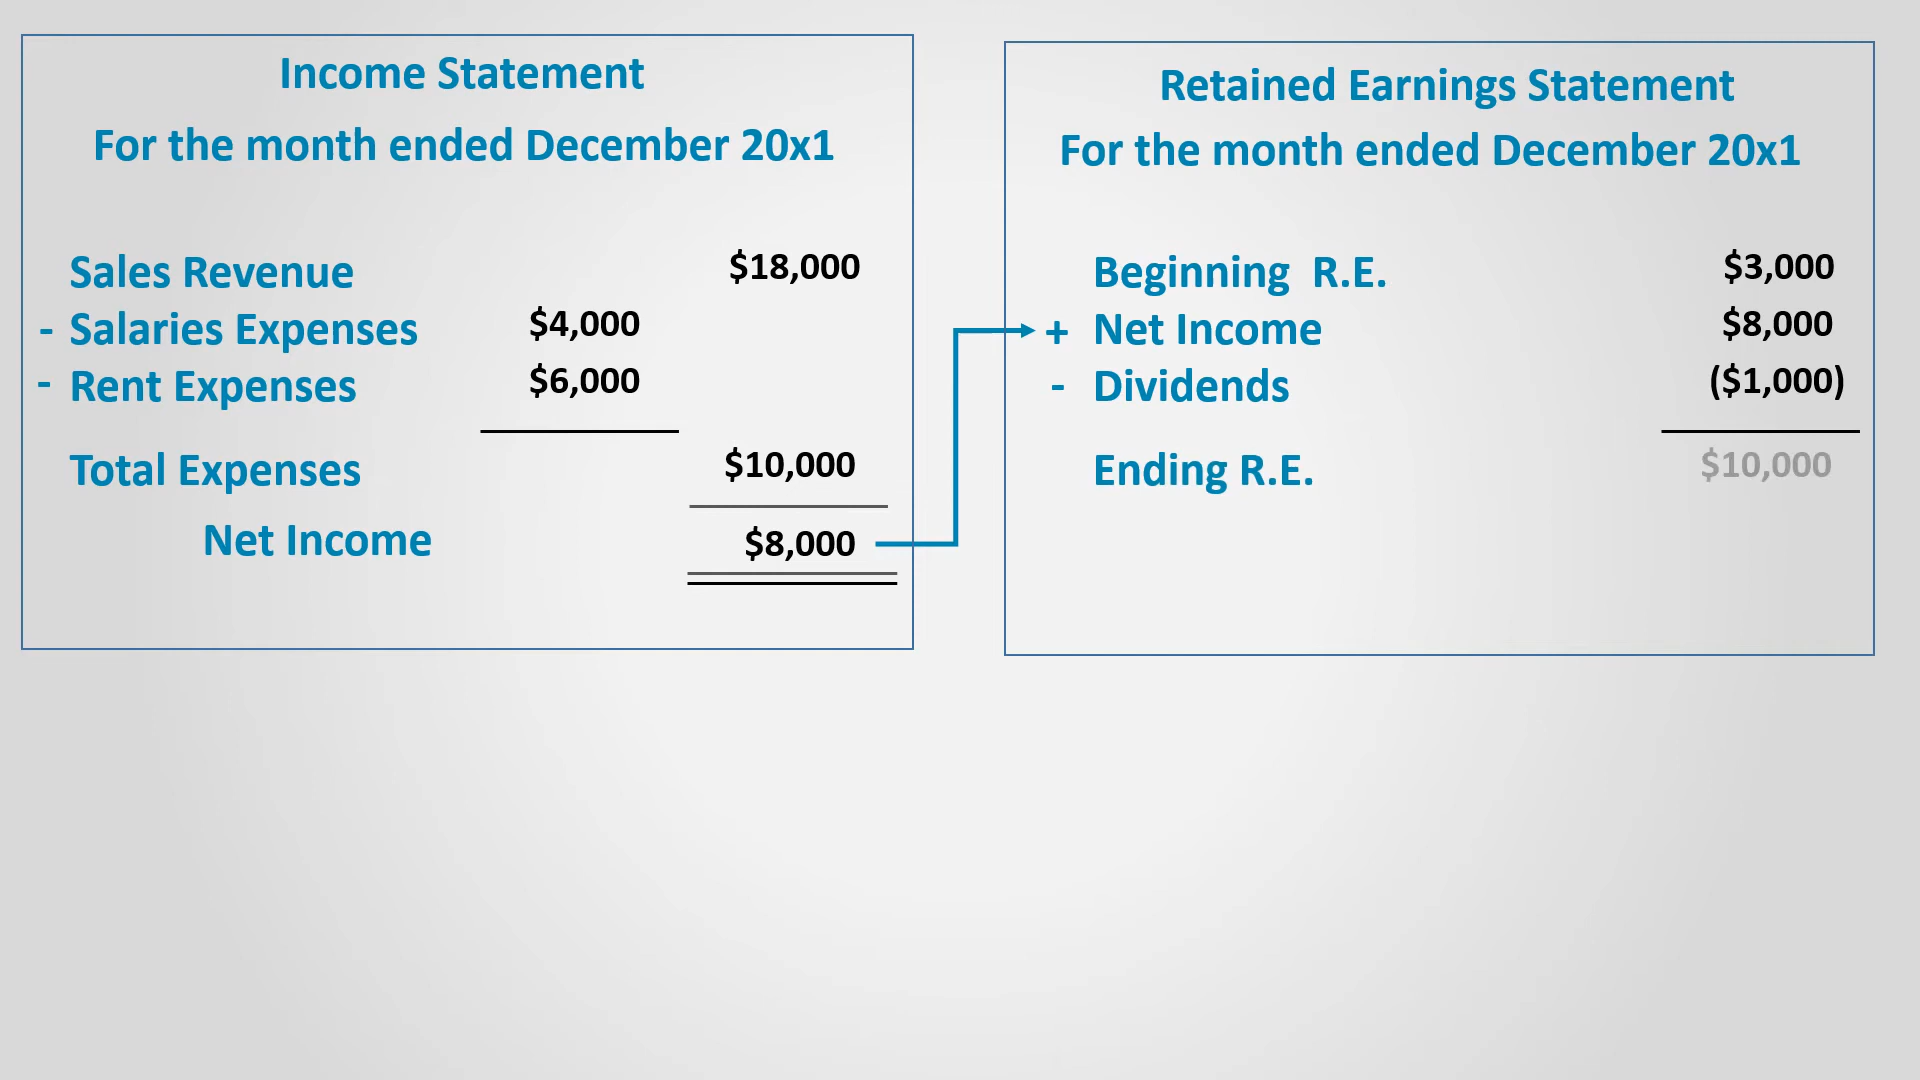 Income Statement
For the month ended December 20x1
Sales Revenue $18,000
- Salaries Expenses $4,000
- Rent Expenses $6,000
Total Expenses $10,000
Net Income $8,000
Retained Earnings Statement
For the month ended December 20x1
Beginning R.E. $3,000
+ Net Income $8,000
- Dividends ($1,000)
Ending R.E. $10,000